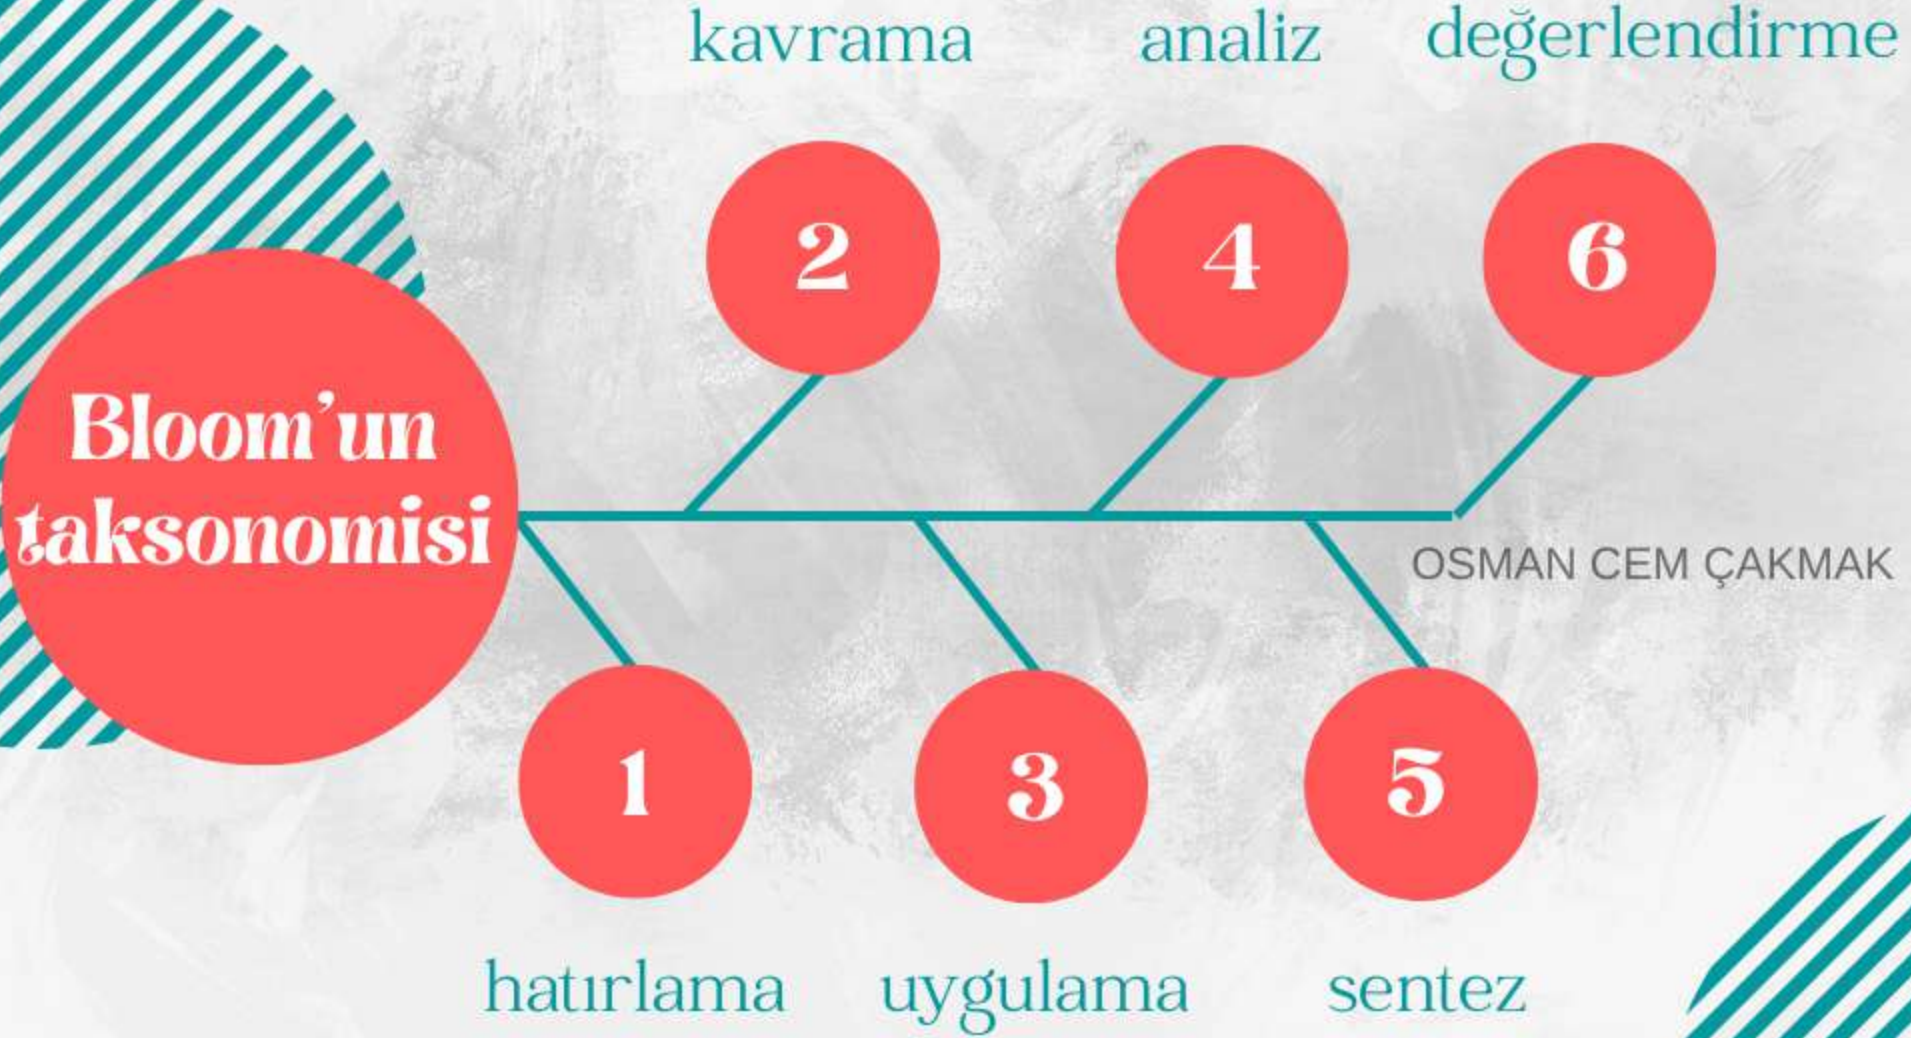 kavrama analiz değerlendirme
2 4 6
Bloom'un
taksonomisi
OSMAN CEM ÇAKMAK
1 3 5
hatırlama uygulama sentez